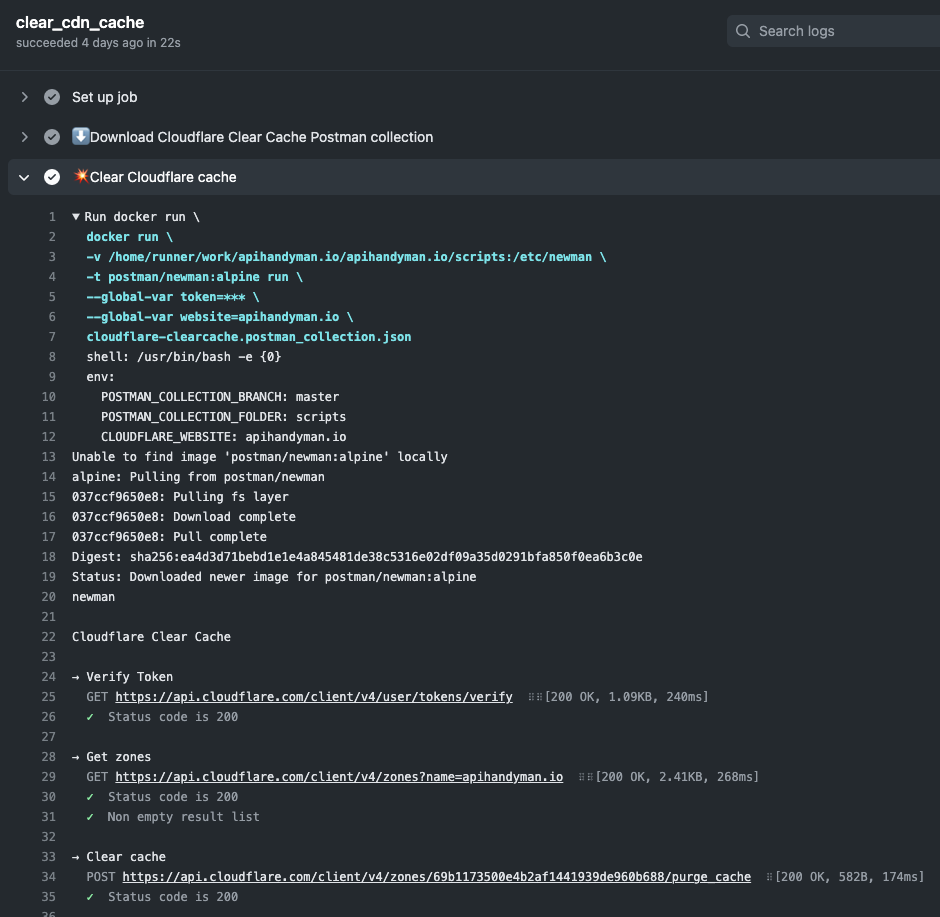 clear_cdn_cache
succeeded 4 days ago in 22s
Search logs
Set up job
Download Cloudflare Clear Cache Postman collection
Clear Cloudflare cache
1 ▼ Run docker run \
2 docker run \
3 -v /home/runner/work/apihandyman.io/apihandyman.io/scripts:/etc/newman \
4 -t postman/newman:alpine run \
5 --global-var token=*** \
6 --global-var website=apihandyman.io \
7 cloudflare-clearcache.postman_collection.json
8 shell: /usr/bin/bash -e {0}
9 env:
10 POSTMAN_COLLECTION_BRANCH: master
11 POSTMAN_COLLECTION_FOLDER: scripts
12 CLOUDFLARE_WEBSITE: apihandyman.io
13 Unable to find image 'postman/newman:alpine' locally
14 alpine: Pulling from postman/newman
15 037ccf9650e8: Pulling fs layer
16 037ccf9650e8: Download complete
17 037ccf9650e8: Pull complete
18 Digest: sha256:ea4d3d71bebd1e1e4a845481de38c5316e02df09a35d0291bfa850f0ea6b3c0e
19 Status: Downloaded newer image for postman/newman:alpine
20 newman
21
22 Cloudflare Clear Cache
23
24 → Verify Token
25 GET https://api.cloudflare.com/client/v4/user/tokens/verify [200 OK, 1.09KB, 240ms]
26 ✓ Status code is 200
27
28 → Get zones
29 GET https://api.cloudflare.com/client/v4/zones?name=apihandyman.io [200 OK, 2.41KB, 268ms]
30 ✓ Status code is 200
31 ✓ Non empty result list
32
33 → Clear cache
34 POST https://api.cloudflare.com/client/v4/zones/69b1173500e4b2af1441939de960b688/purge_cache [200 OK, 582B, 174ms]
35 ✓ Status code is 200
36